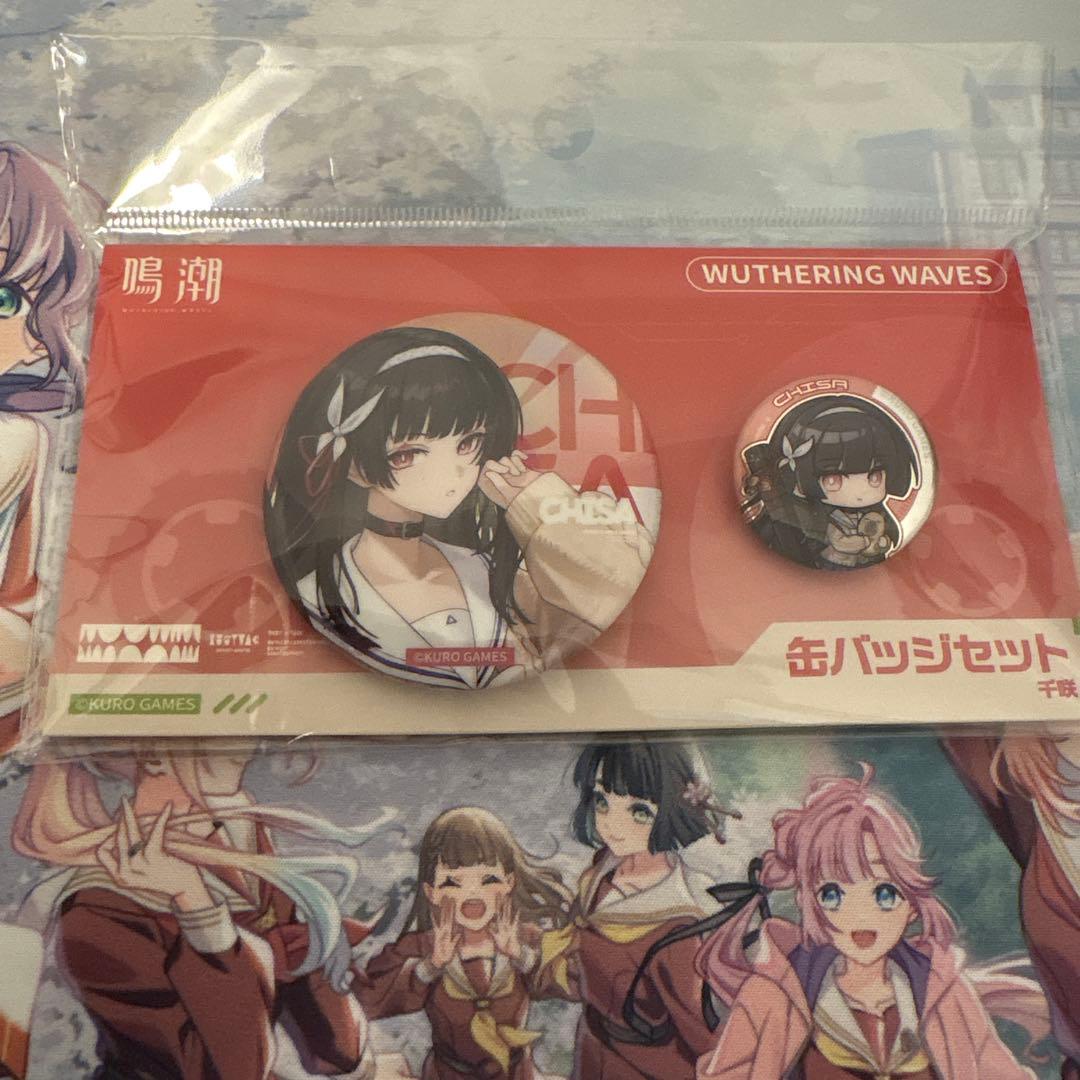 鳴潮
WUTHERING WAVES
CHISA
CHISA
CHISA
©KURO GAMES
缶バッジセット
千咲
©KURO GAMES